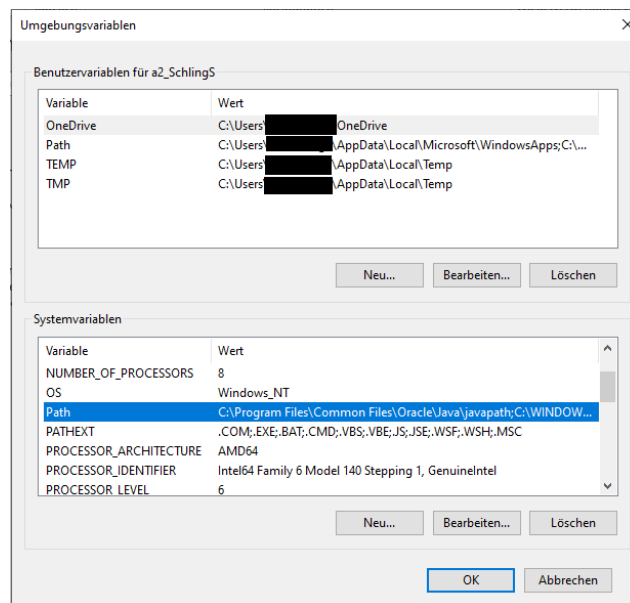 Umgebungsvariablen
Benutzervariablen für a2_SchlingS
Variable Wert
OneDrive C:\Users\ OneDrive
Path C:\Users\ \AppData\Local\Microsoft\WindowsApps;C:\...
TEMP C:\Users\ \AppData\Local\Temp
TMP C:\Users\ \AppData\Local\Temp
Neu... Bearbeiten... Löschen
Systemvariablen
Variable Wert
NUMBER_OF_PROCESSORS 8
OS Windows_NT
Path C:\Program Files\Common Files\Oracle\Java\javapath;C:\WINDOW...
PATHEXT .COM;.EXE;.BAT;.CMD;.VBS;.VBE;.JS;.JSE;.WSF;.WSH;.MSC
PROCESSOR_ARCHITECTURE AMD64
PROCESSOR_IDENTIFIER Intel64 Family 6 Model 140 Stepping 1, GenuineIntel
PROCESSOR_LEVEL 6
Neu... Bearbeiten... Löschen
OK Abbrechen